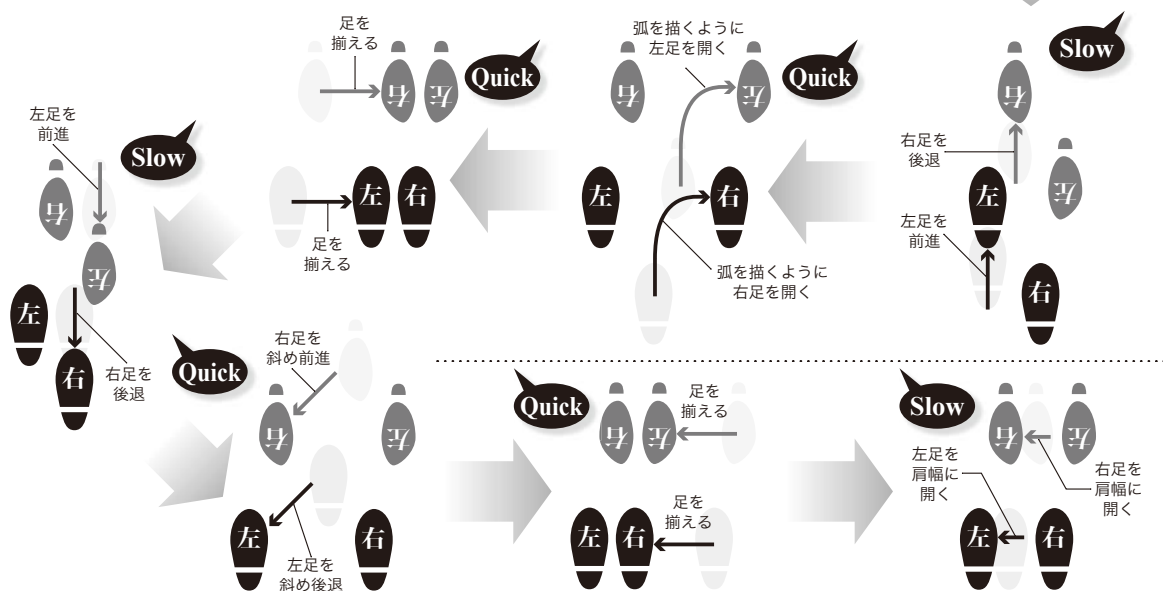 Slow
右
左
右足を
後退
左
左足を
前進
右
Quick
弧を描くように
左足を開く
右
左
左
右
弧を描くように
右足を開く
Quick
足を
揃える
右
左
左
右
足を
揃える
Slow
左足を
前進
右
左
左
右
右足を
後退
Quick
右足を
斜め前進
右
左
左
右
左足を
斜め後退
Quick
足を
揃える
右
左
左
右
足を
揃える
Slow
右
左
左足を
肩幅に
開く
右足を
肩幅に
開く
左
右